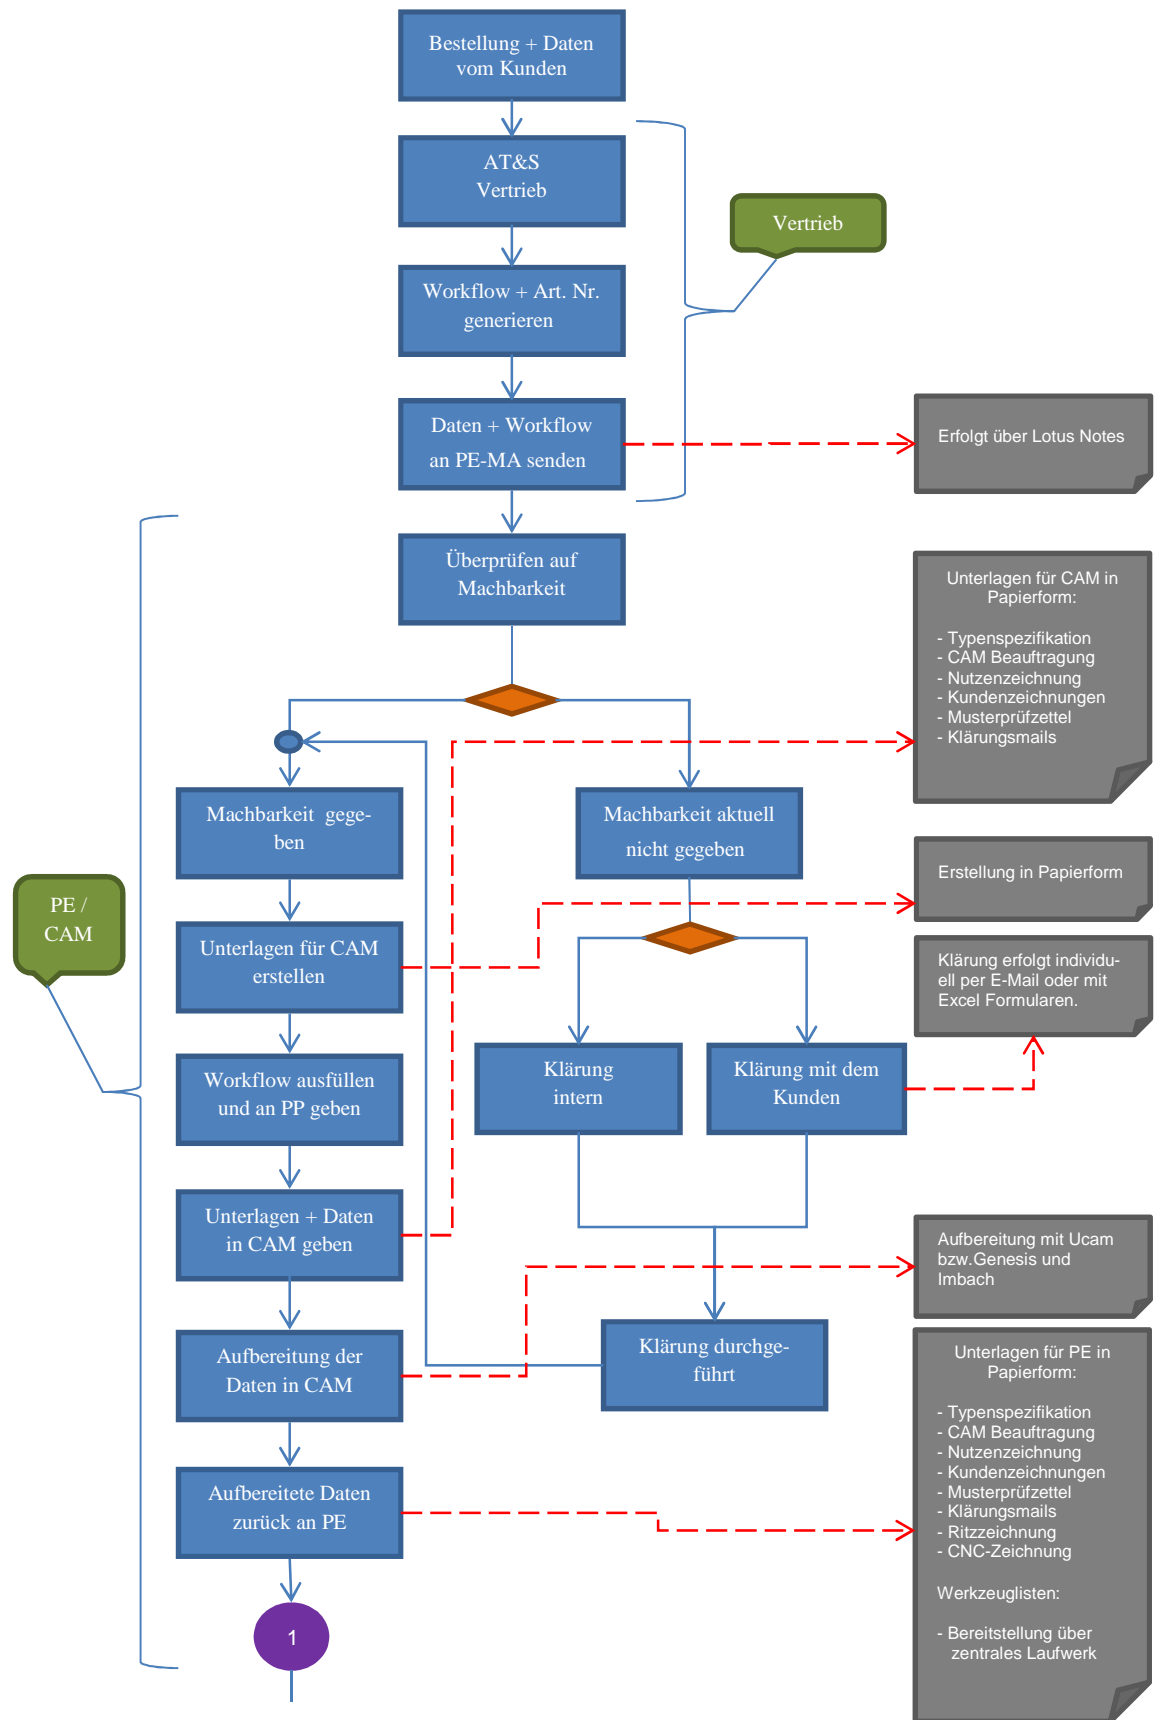 Bestellung + Daten
vom Kunden
AT&S
Vertrieb
Vertrieb
Workflow + Art. Nr.
generieren
Daten + Workflow
an PE-MA senden
Erfolgt über Lotus Notes
Überprüfen auf
Machbarkeit
Unterlagen für CAM in
Papierform:
- Typenspezifikation
- CAM Beauftragung
- Nutzenzeichnung
- Kundenzeichnungen
- Musterprüfzettel
- Klärungsmails
Machbarkeit gege-
ben
Machbarkeit aktuell
nicht gegeben
PE /
CAM
Erstellung in Papierform
Unterlagen für CAM
erstellen
Klärung erfolgt individu-
ell per E-Mail oder mit
Excel Formularen.
Workflow ausfüllen
und an PP geben
Klärung
intern
Klärung mit dem
Kunden
Unterlagen + Daten
in CAM geben
Aufbereitung mit Ucam
bzw.Genesis und
Imbach
Aufbereitung der
Daten in CAM
Klärung durchge-
führt
Unterlagen für PE in
Papierform:
- Typenspezifikation
- CAM Beauftragung
- Nutzenzeichnung
- Kundenzeichnungen
- Musterprüfzettel
- Klärungsmails
- Ritzzeichnung
- CNC-Zeichnung
Werkzeuglisten:
- Bereitstellung über
zentrales Laufwerk
Aufbereitete Daten
zurück an PE
1